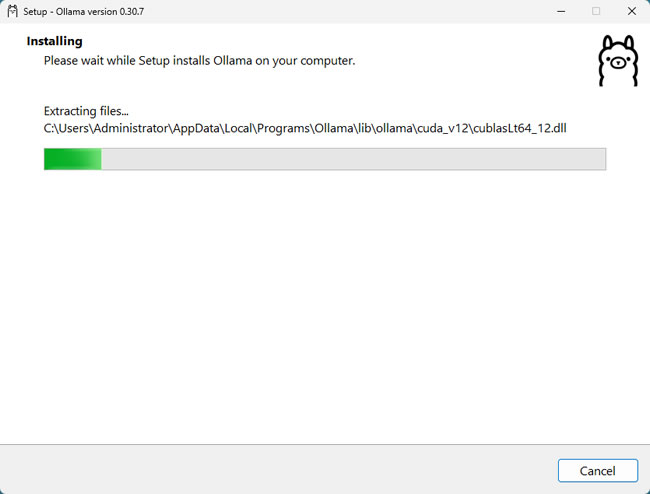 Setup - Ollama version 0.30.7
Installing
Please wait while Setup installs Ollama on your computer.
Extracting files...
C:\Users\Administrator\AppData\Local\Programs\Ollama\lib\ollama\cuda_v12\cublasLt64_12.dll
Cancel